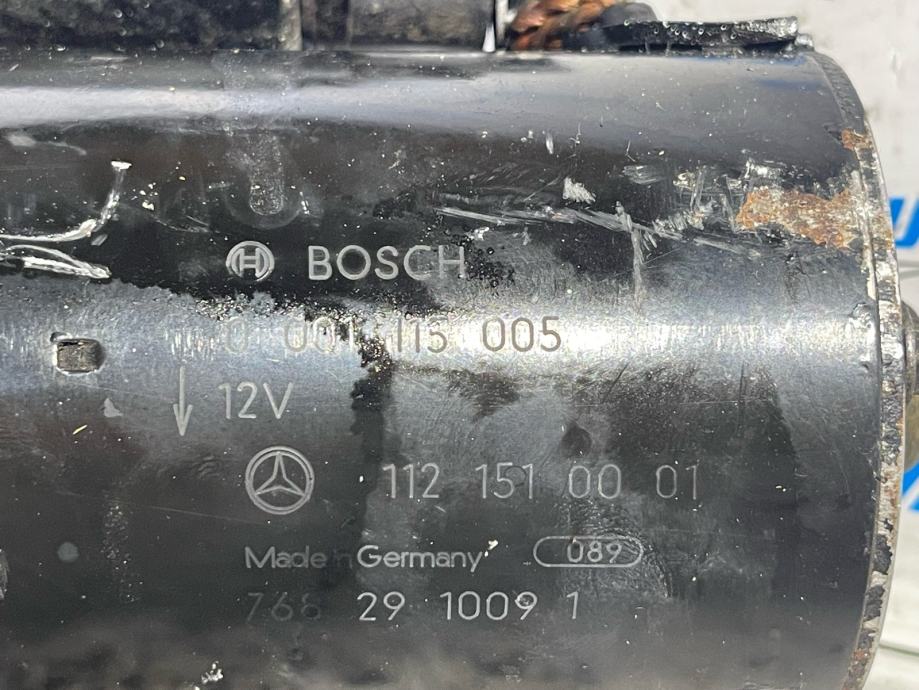 BOSCH
0 001 115 005
12V
112 151 00 01
Made in Germany 089
768 29 1009 1